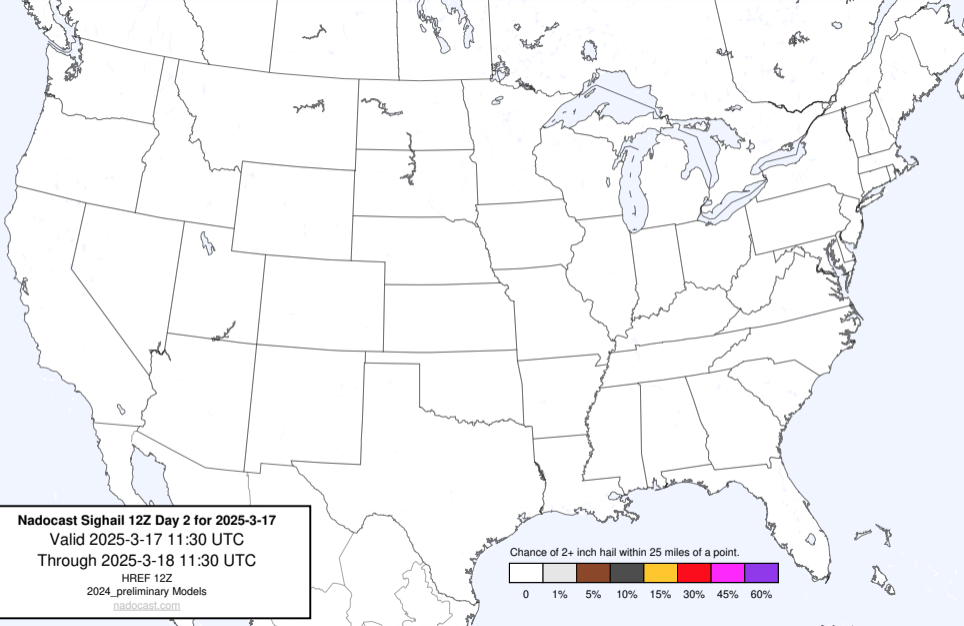 Nadocast Sighail 12Z Day 2 for 2025-3-17
Valid 2025-3-17 11:30 UTC
Through 2025-3-18 11:30 UTC
HREF 12Z
2024_preliminary Models
nadocast.com
Chance of 2+ inch hail within 25 miles of a point.
0 1% 5% 10% 15% 30% 45% 60%